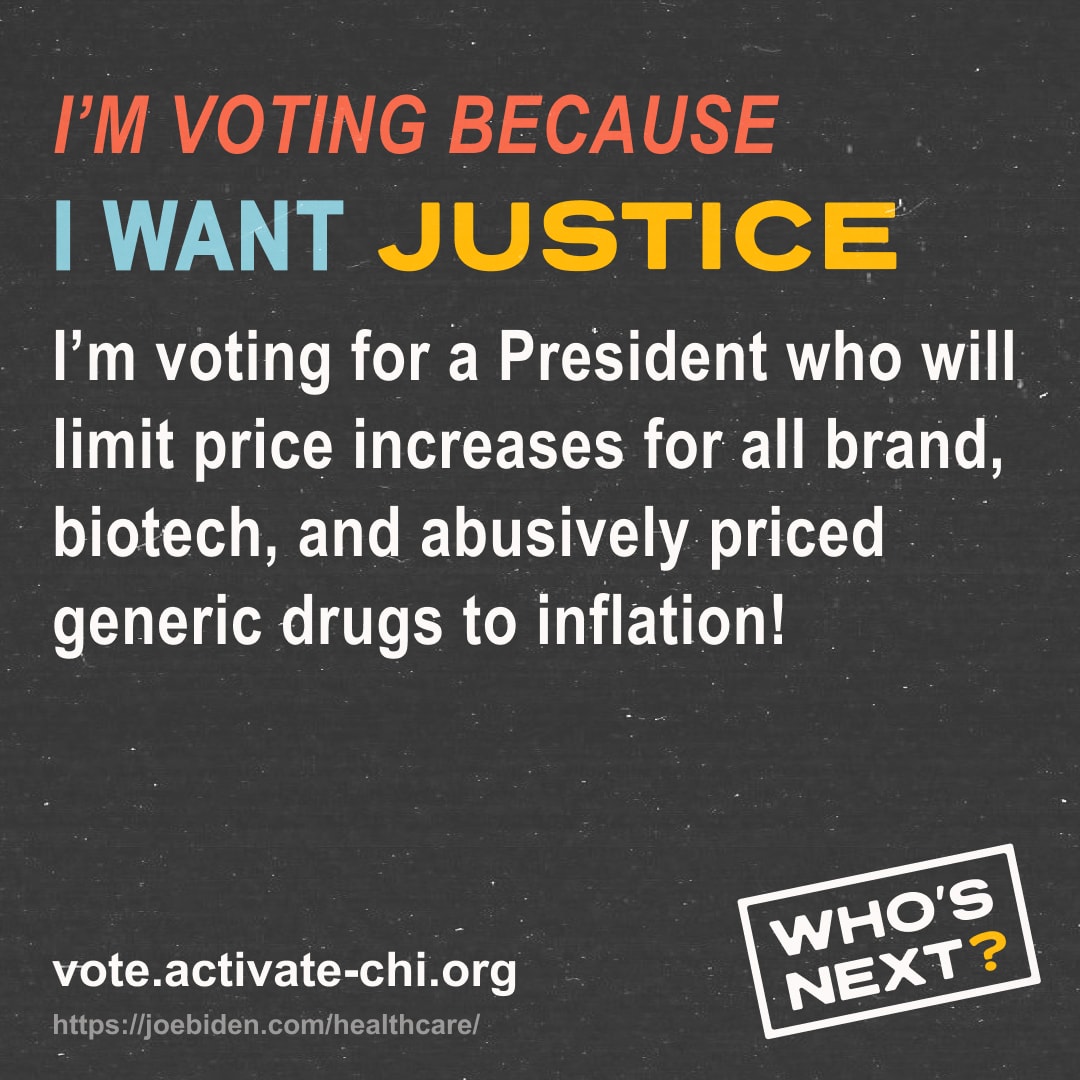 I’M VOTING BECAUSE
I WANT JUSTICE
I’m voting for a President who will
limit price increases for all brand,
biotech, and abusively priced
generic drugs to inflation!
WHO'S
NEXT?
vote.activate-chi.org
https://joebiden.com/healthcare/